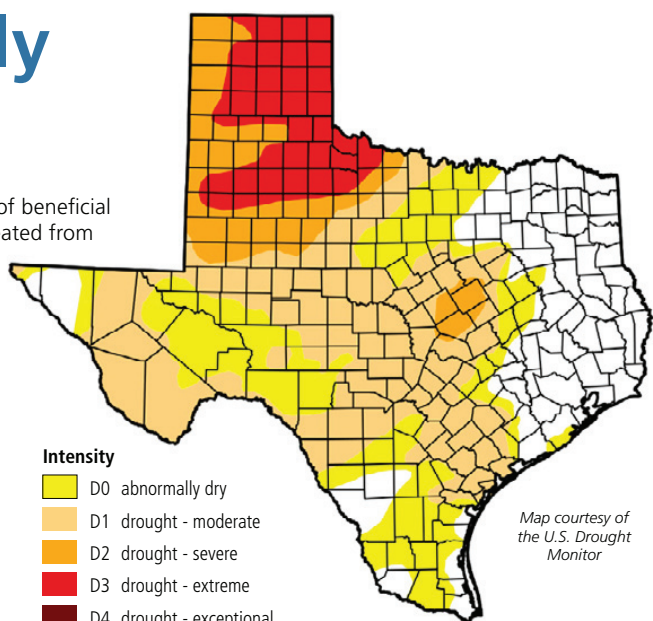 ly
of beneficial
eated from
Intensity
D0 abnormally dry
D1 drought - moderate
D2 drought - severe
D3 drought - extreme
D4 drought - exceptional
Map courtesy of
the U.S. Drought
Monitor